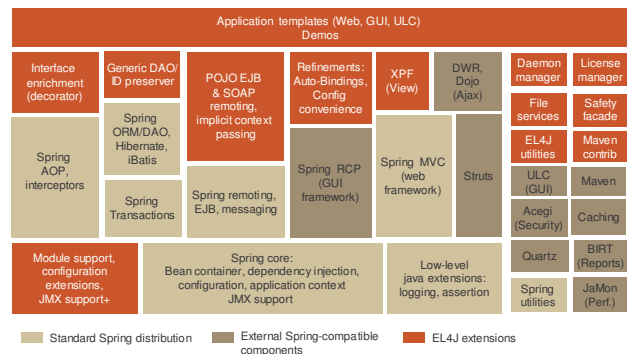 Application templates (Web, GUI, ULC)
Demos
Interface
enrichment
(decorator)
Generic DAO/
ID preserver
POJO EJB
& SOAP
remoting,
implicit context
passing
Refinements:
Auto-Bindings,
Config
convenience
XPF
(View)
DWR,
Dojo
(Ajax)
Daemon
manager
License
manager
File
services
Safety
facade
EL4J
utilities
Maven
contrib
Spring
AOP,
interceptors
Spring
ORM/DAO,
Hibernate,
iBatis
Spring
Transactions
Spring remoting,
EJB, messaging
Spring RCP
(GUI
framework)
Spring MVC
(web
framework)
Struts
ULC
(GUI)
Maven
Acegi
(Security)
Caching
Quartz
BIRT
(Reports)
Spring
utilities
JaMon
(Perf.)
Module support,
configuration
extensions,
JMX support+
Spring core:
Bean container, dependency injection,
configuration, application context
JMX support
Low-level
java extensions:
logging, assertion
Standard Spring distribution
External Spring-compatible
components
EL4J extensions